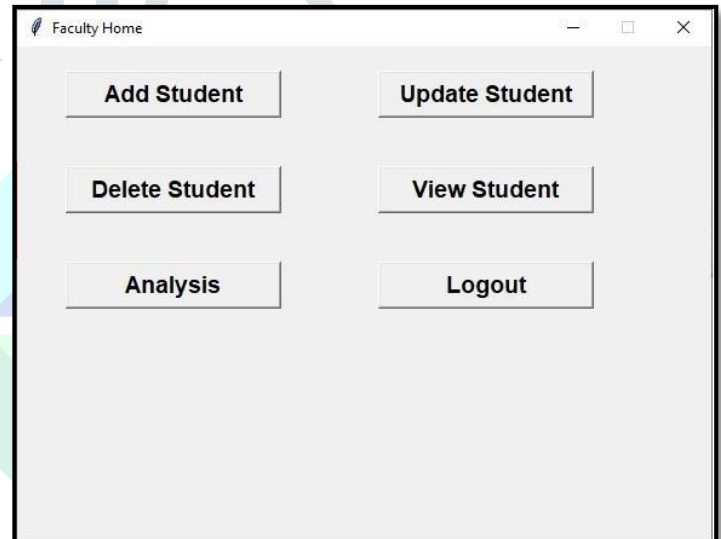 Faculty Home
Add Student Update Student
Delete Student View Student
Analysis Logout